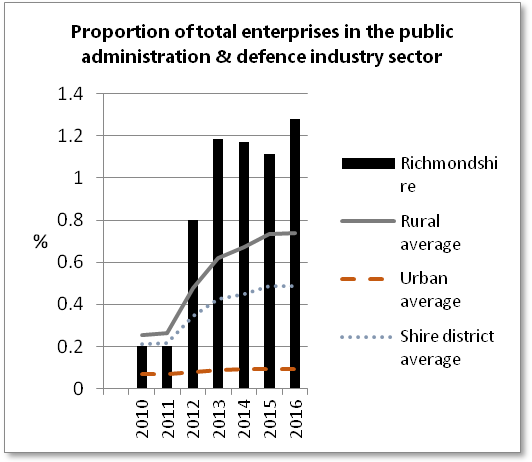 Proportion of total enterprises in the public
administration & defence industry sector
1.4
1.2
1
0.8
0.6
0.4
0.2
0
%
2010
2011
2012
2013
2014
2015
2016
Richmondshi
re
Rural
average
Urban
average
Shire district
average